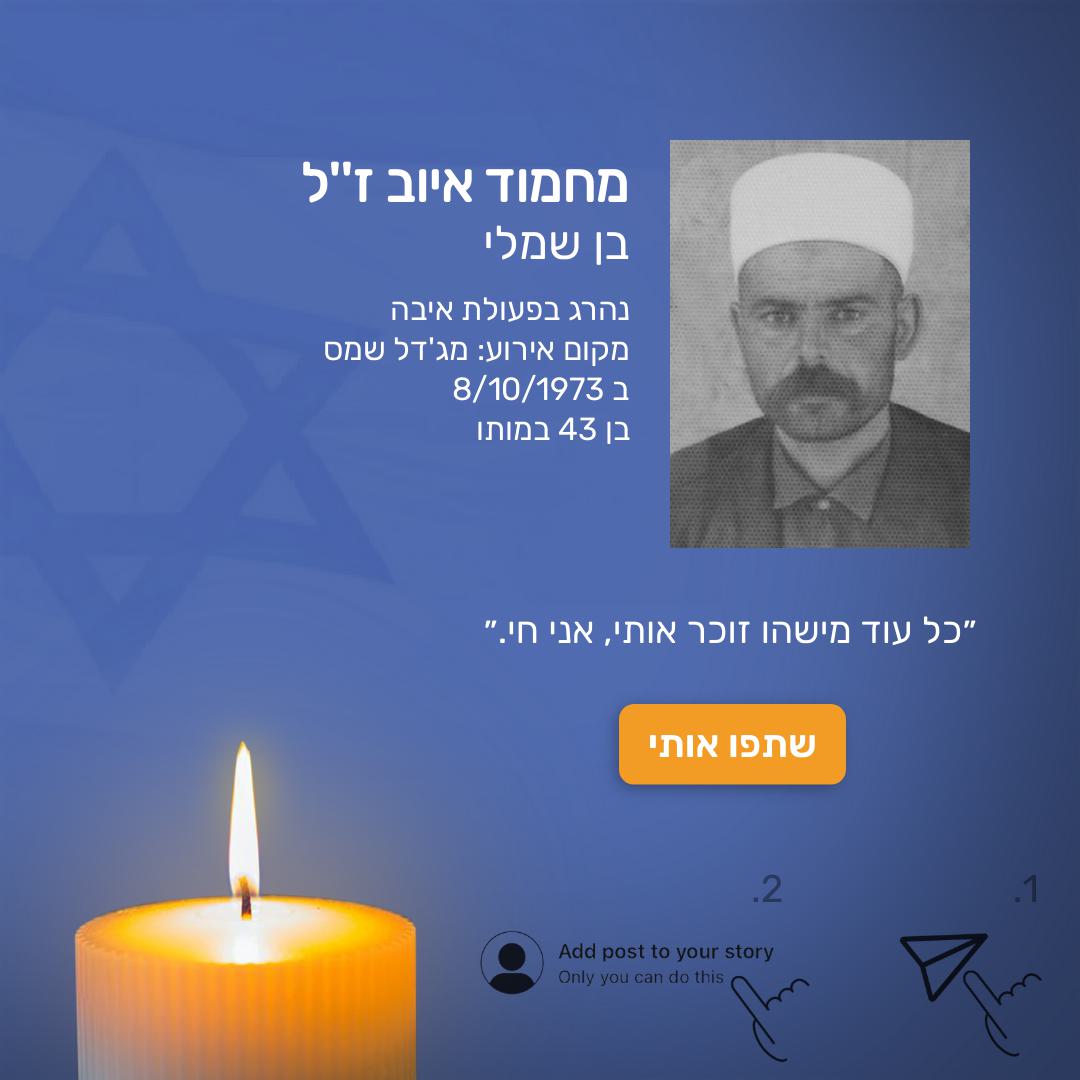 מחמוד איוב ז"ל
בן שמלי
נהרג בפעולת איבה
מקום אירוע: מג'דל שמס
ב 8/10/1973
בן 43 במותו
״כל עוד מישהו זוכר אותי, אני חי.״
שתפו אותי
.1
.2
Add post to your story
Only you can do this